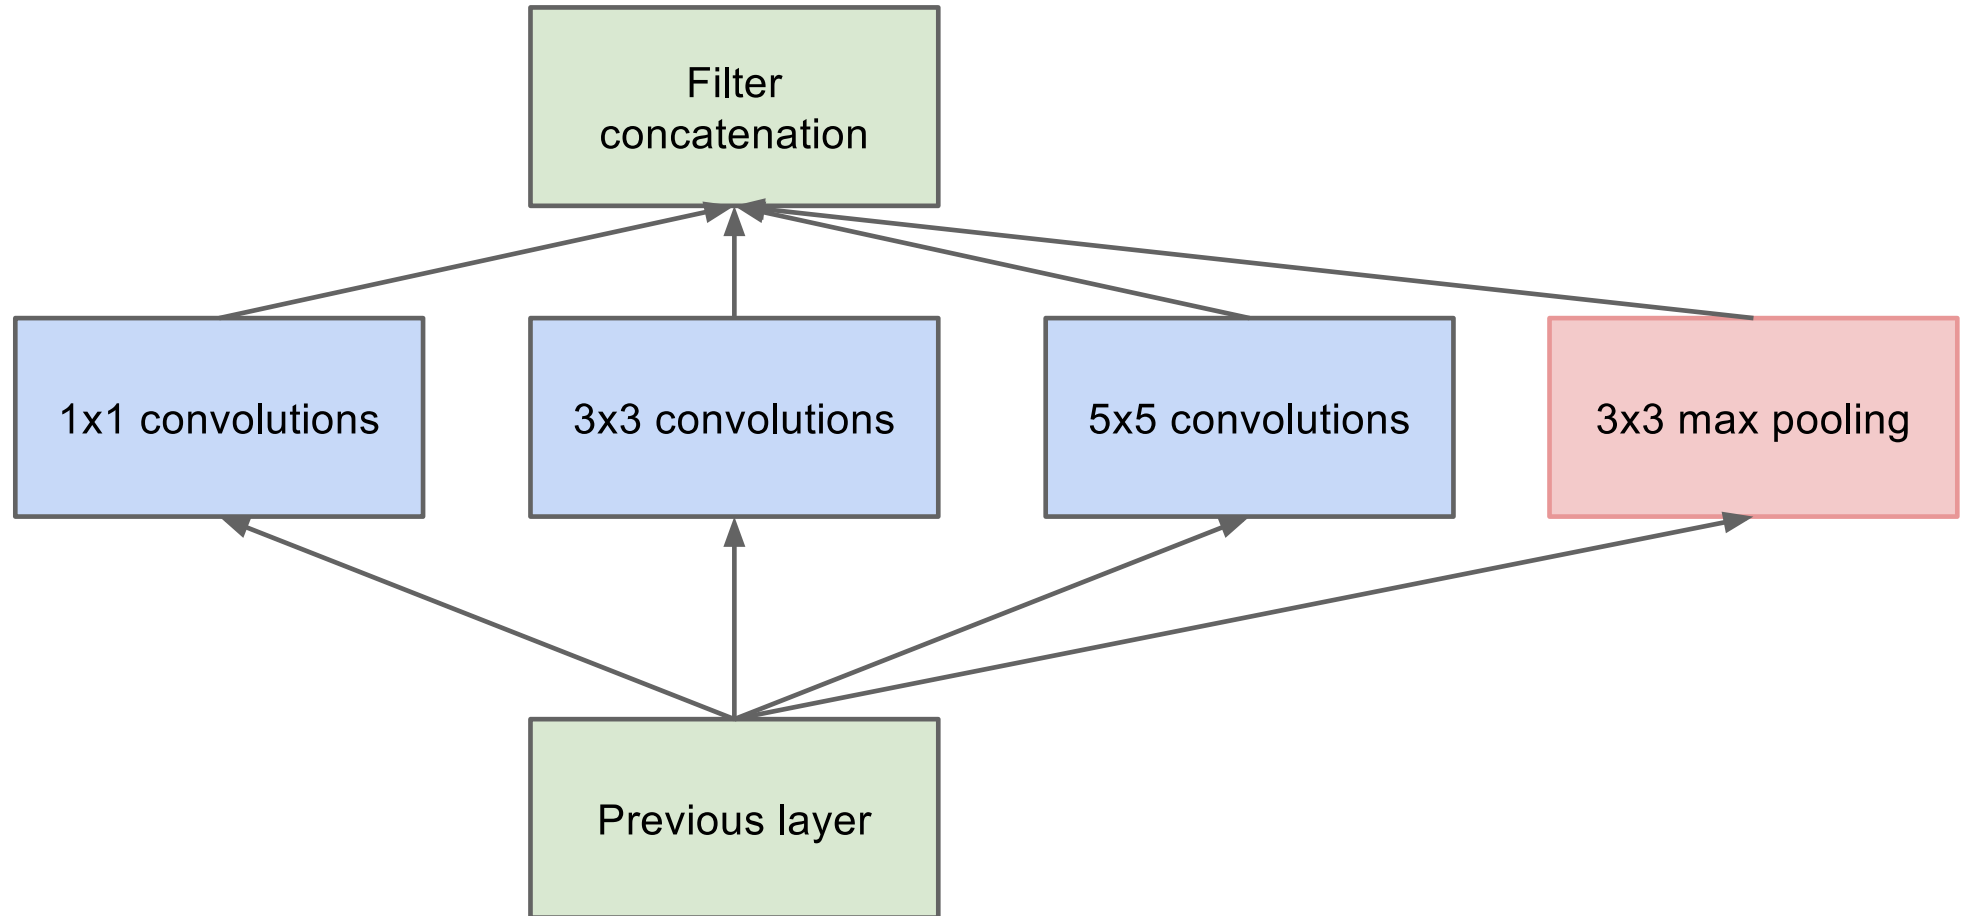 Filter
concatenation
1x1 convolutions
3x3 convolutions
5x5 convolutions
3x3 max pooling
Previous layer